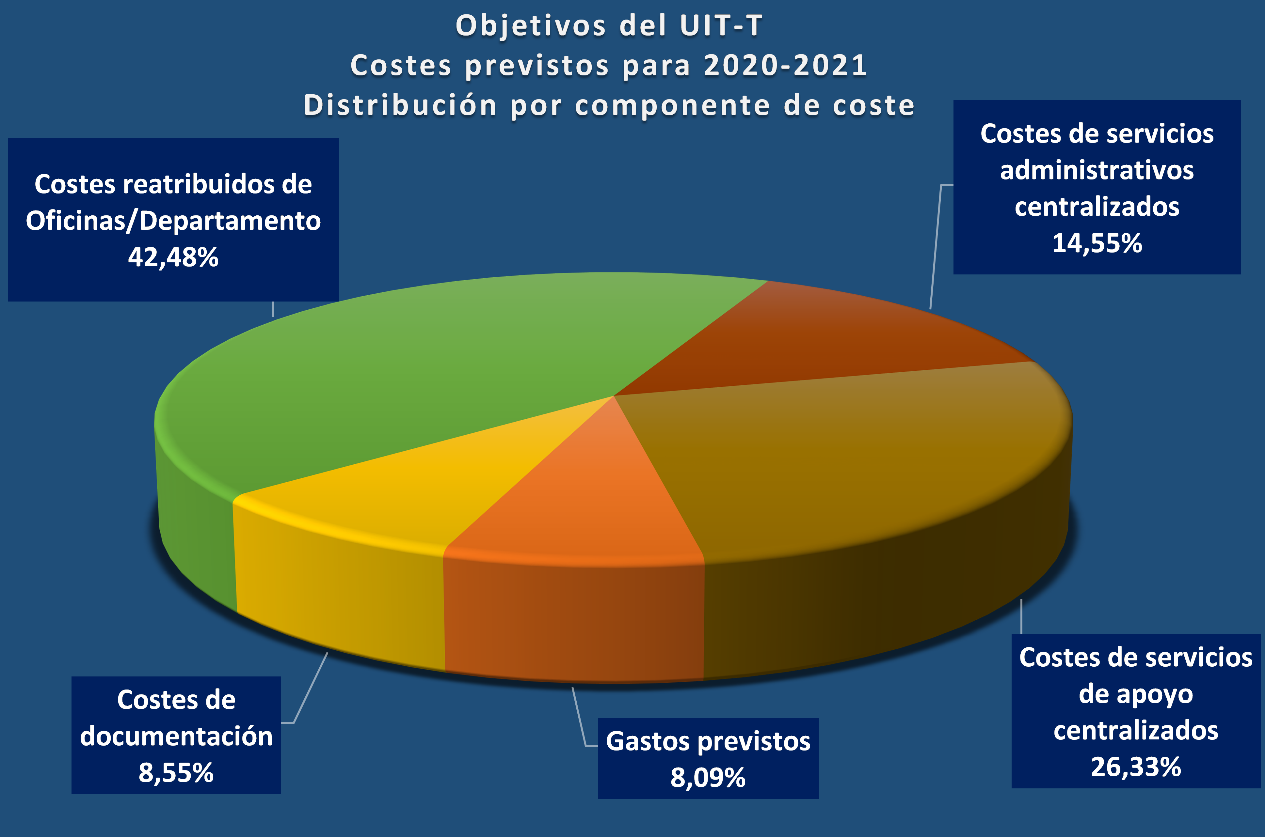 Objetivos del UIT-T
Costes previstos para 2020-2021
Distribución por componente de coste
Costes reatribuidos de
Oficinas/Departamento
42,48%
Costes de servicios
administrativos
centralizados
14,55%
Costes de
documentación
8,55%
Gastos previstos
8,09%
Costes de servicios
de apoyo
centralizados
26,33%